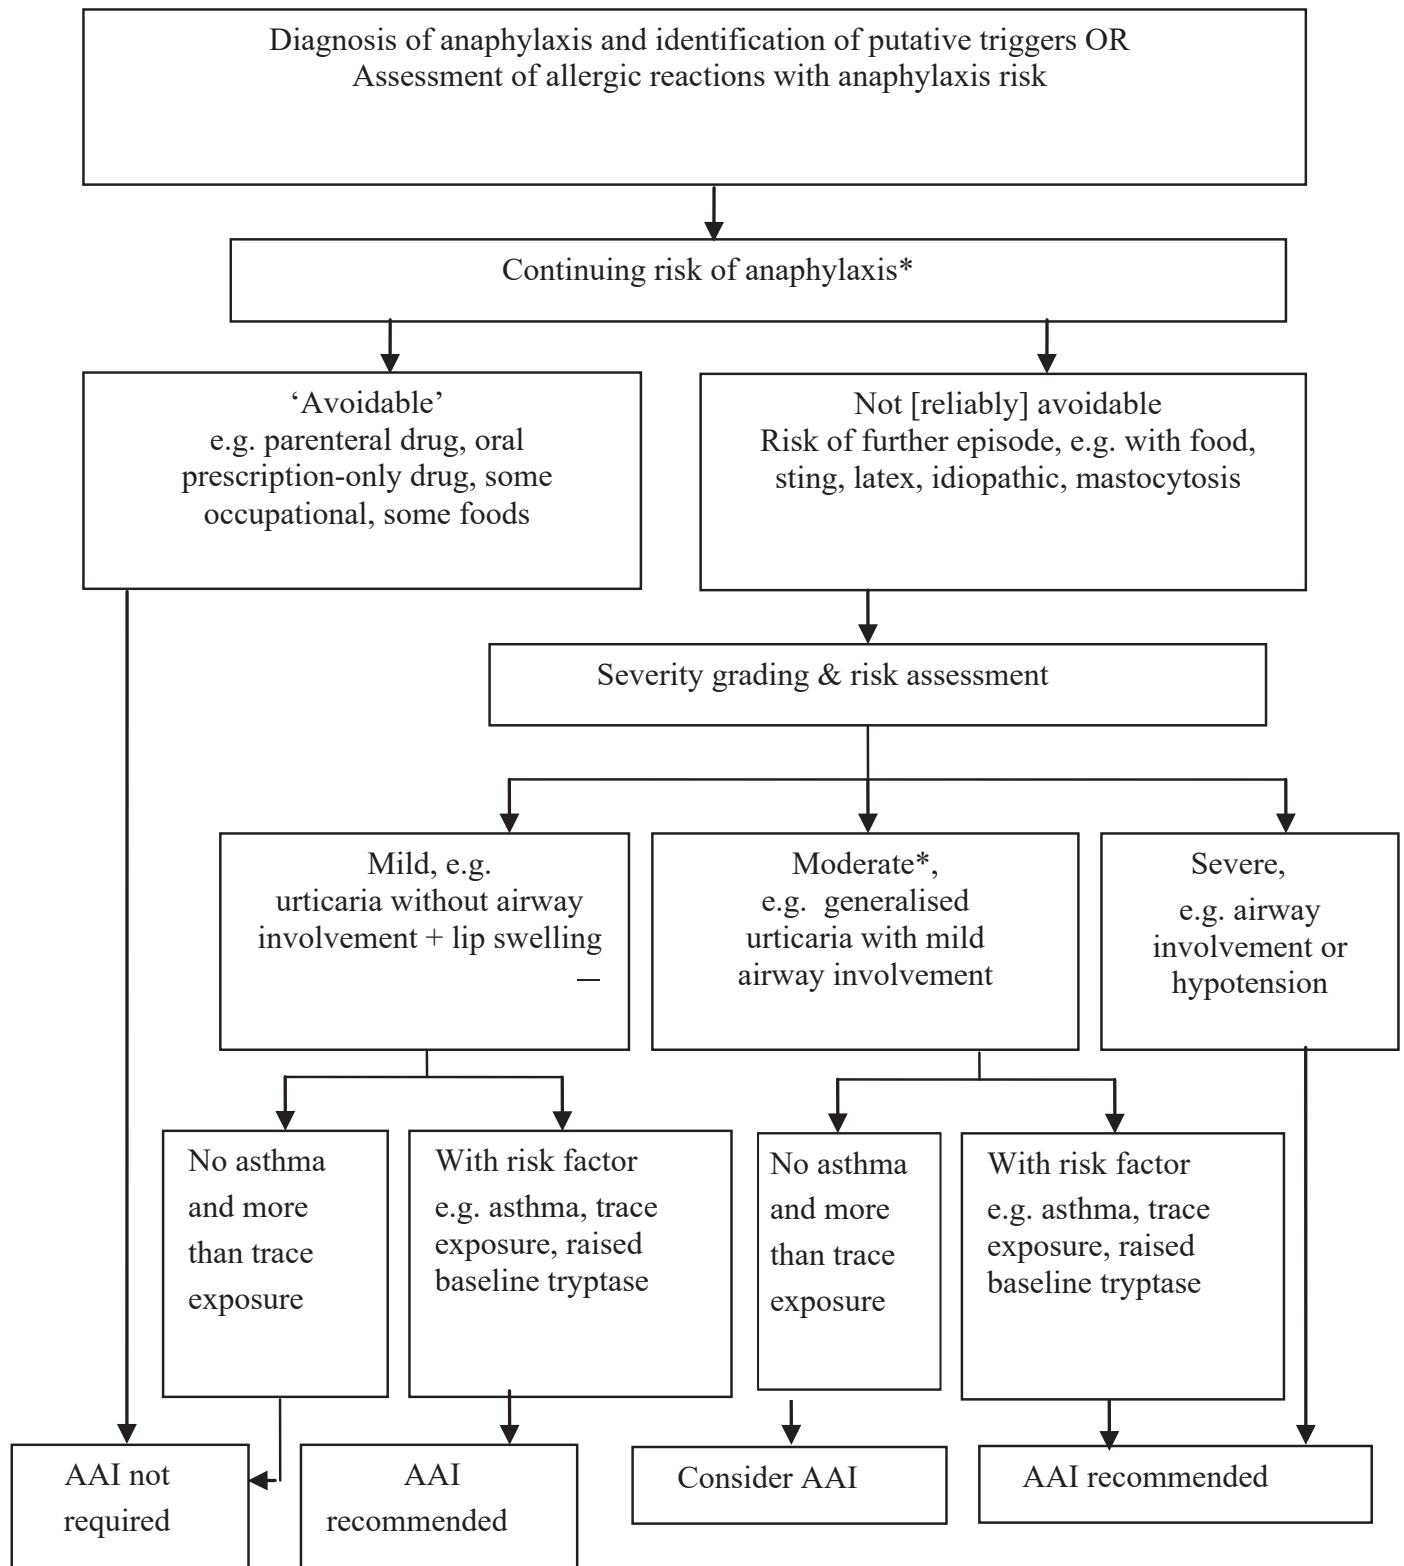 Diagnosis of anaphylaxis and identification of putative triggers OR
Assessment of allergic reactions with anaphylaxis risk
Continuing risk of anaphylaxis*
‘Avoidable’
e.g. parenteral drug, oral
prescription-only drug, some
occupational, some foods
Not [reliably] avoidable
Risk of further episode, e.g. with food,
sting, latex, idiopathic, mastocytosis
Severity grading & risk assessment
Mild, e.g.
urticaria without airway
involvement + lip swelling
Moderate*,
e.g. generalised
urticaria with mild
airway involvement
Severe,
e.g. airway
involvement or
hypotension
No asthma
and more
than trace
exposure
With risk factor
e.g. asthma, trace
exposure, raised
baseline tryptase
No asthma
and more
than trace
exposure
With risk factor
e.g. asthma, trace
exposure, raised
baseline tryptase
AAI not
required
AAI
recommended
Consider AAI
AAI recommended